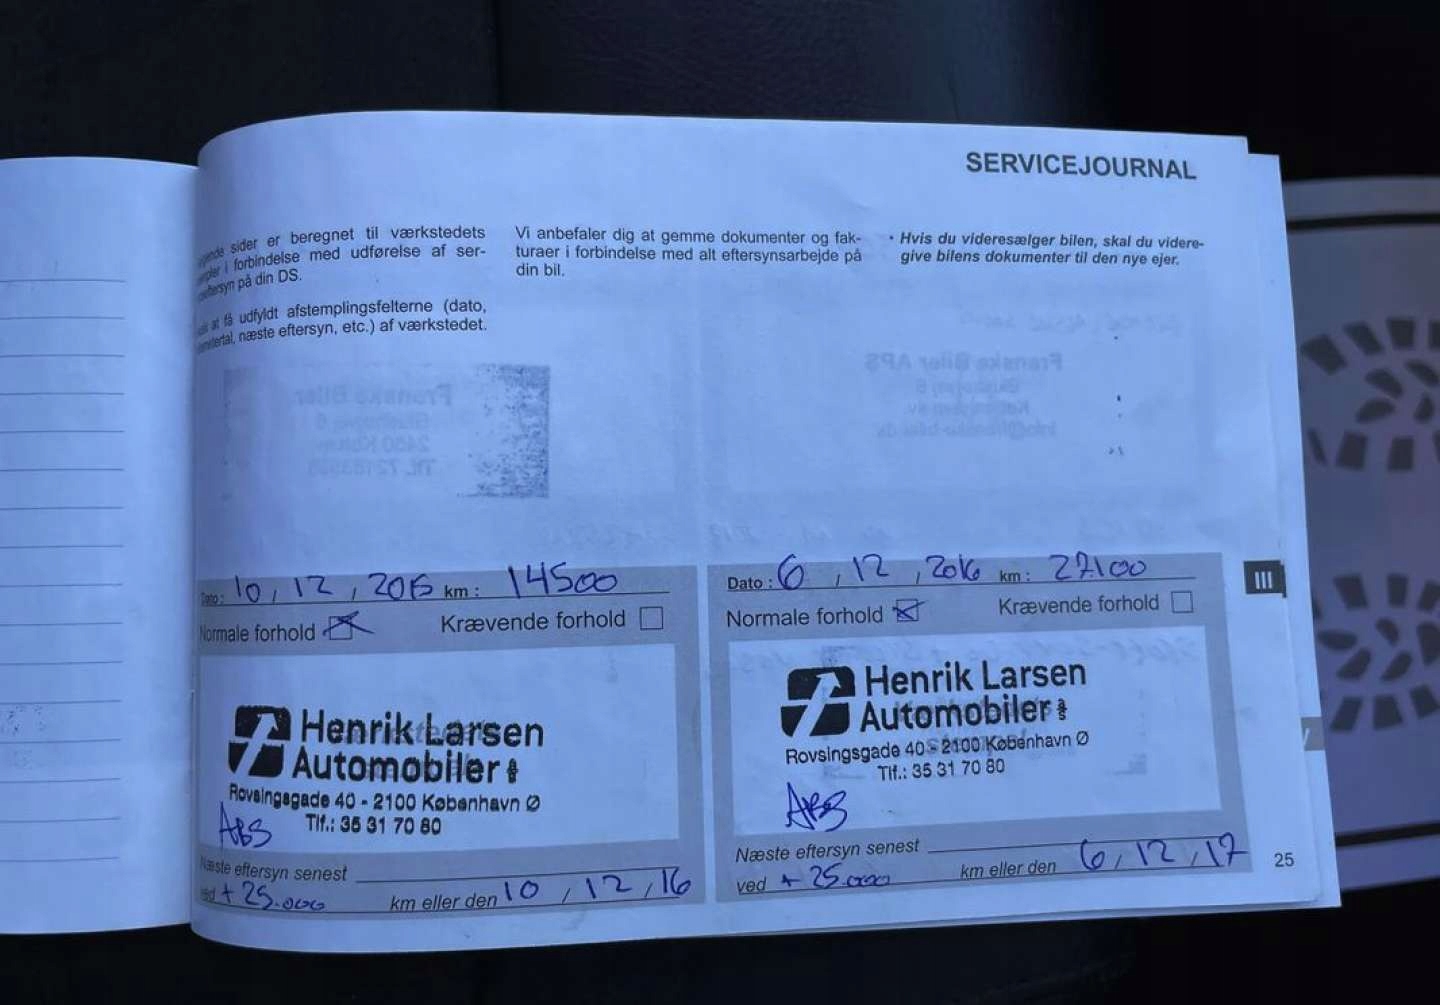 SERVICEJOURNAL
sider er beregnet til værkstedets
i forbindelse med udførelse af ser-
på din DS.
at få udfyldt afstemplingsfelterne (dato,
næste eftersyn, etc.) af værkstedet.
Vi anbefaler dig at gemme dokumenter og fak-
turaer i forbindelse med alt eftersynsarbejde på
din bil.
• Hvis du videresælger bilen, skal du videre-
give bilens dokumenter til den nye ejer.
Dato : 10 , 12 , 2015 km : 14500
Normale forhold Krævende forhold
Henrik Larsen
Automobiler aps
Rovsingsgade 40 - 2100 København Ø
Tlf.: 35 31 70 80
ABS
Næste eftersyn senest
ved + 25.000 km eller den 10 , 12 , 16
Dato : 6 , 12 , 2016 km : 27.100
Normale forhold Krævende forhold
Henrik Larsen
Automobiler aps
Rovsingsgade 40 - 2100 København Ø
Tlf.: 35 31 70 80
ABS
Næste eftersyn senest
ved + 25.000 km eller den 6 , 12 , 17
III
25